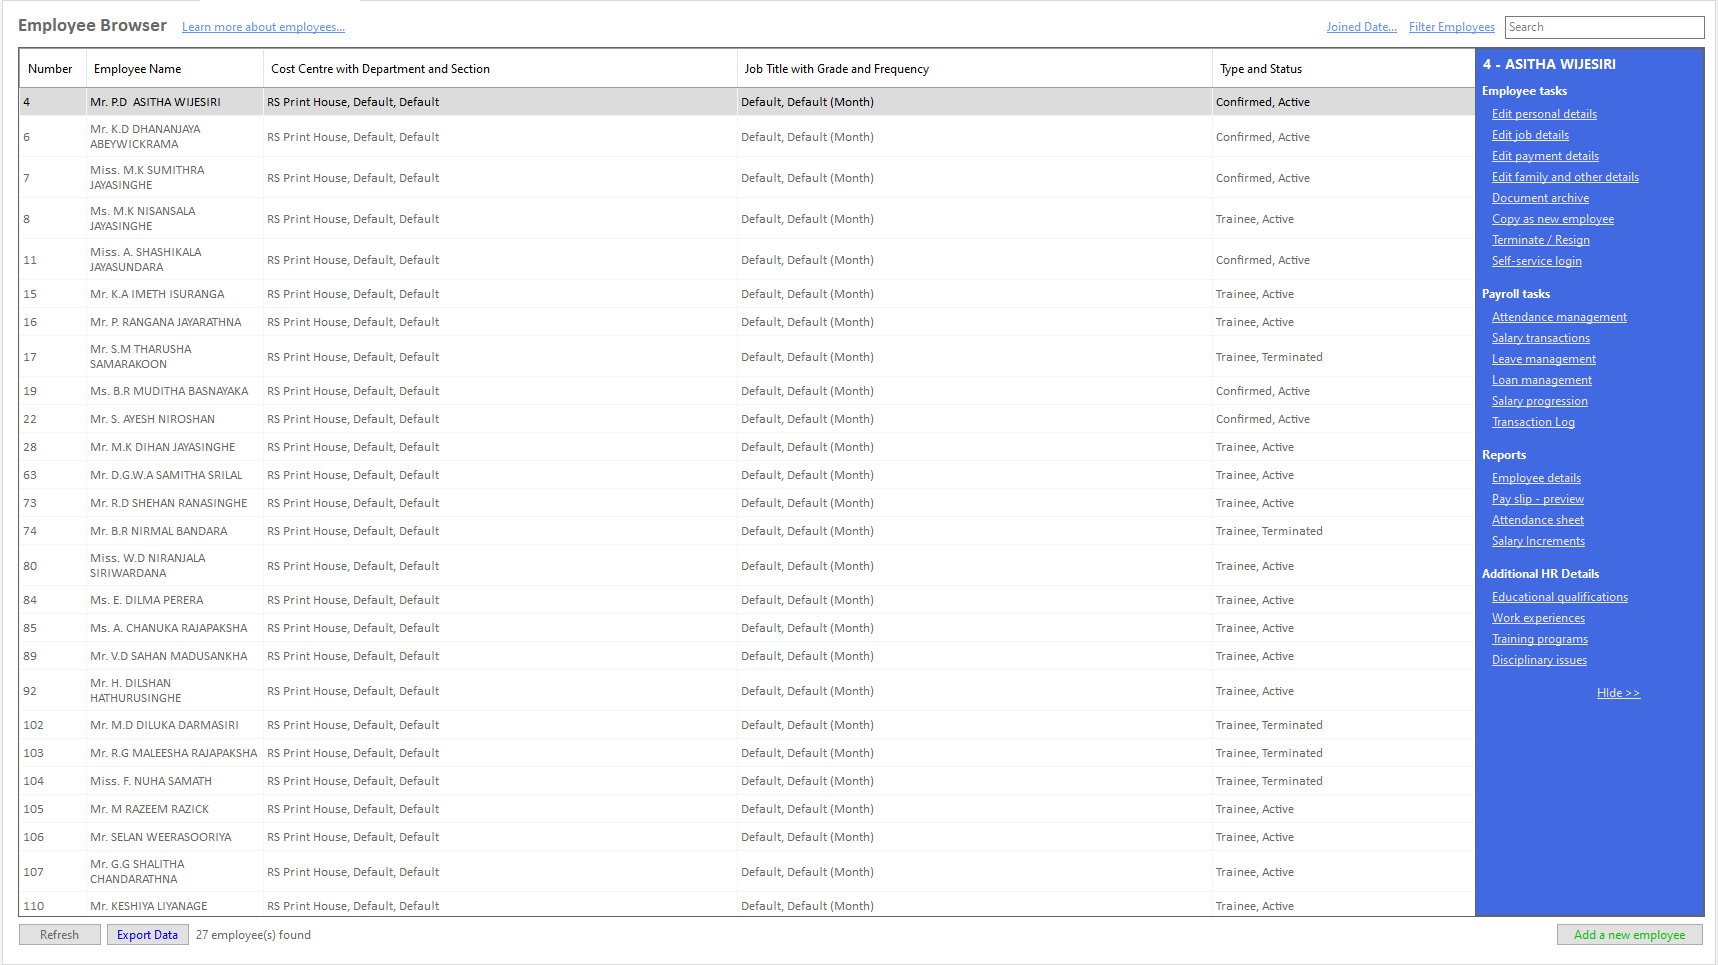 Employee Browser Learn more about employees... Joined Date... Filter Employees Search
Number Employee Name Cost Centre with Department and Section Job Title with Grade and Frequency Type and Status
4 Mr. P.D  ASITHA WIJESIRI RS Print House, Default, Default Default, Default (Month) Confirmed, Active
6 Mr. K.D DHANANJAYA
ABEYWICKRAMA RS Print House, Default, Default Default, Default (Month) Confirmed, Active
7 Miss. M.K SUMITHRA
JAYASINGHE RS Print House, Default, Default Default, Default (Month) Confirmed, Active
8 Ms. M.K NISANSALA
JAYASINGHE RS Print House, Default, Default Default, Default (Month) Trainee, Active
11 Miss. A. SHASHIKALA
JAYASUNDARA RS Print House, Default, Default Default, Default (Month) Confirmed, Active
15 Mr. K.A IMETH ISURANGA RS Print House, Default, Default Default, Default (Month) Trainee, Active
16 Mr. P. RANGANA JAYARATHNA RS Print House, Default, Default Default, Default (Month) Trainee, Active
17 Mr. S.M THARUSHA
SAMARAKOON RS Print House, Default, Default Default, Default (Month) Trainee, Terminated
19 Ms. B.R MUDITHA BASNAYAKA RS Print House, Default, Default Default, Default (Month) Confirmed, Active
22 Mr. S. AYESH NIROSHAN RS Print House, Default, Default Default, Default (Month) Confirmed, Active
28 Mr. M.K DIHAN JAYASINGHE RS Print House, Default, Default Default, Default (Month) Trainee, Active
63 Mr. D.G.W.A SAMITHA SRILAL RS Print House, Default, Default Default, Default (Month) Trainee, Active
73 Mr. R.D SHEHAN RANASINGHE RS Print House, Default, Default Default, Default (Month) Trainee, Active
74 Mr. B.R NIRMAL BANDARA RS Print House, Default, Default Default, Default (Month) Trainee, Terminated
80 Miss. W.D NIRANJALA
SIRIWARDANA RS Print House, Default, Default Default, Default (Month) Trainee, Active
84 Ms. E. DILMA PERERA RS Print House, Default, Default Default, Default (Month) Trainee, Active
85 Ms. A. CHANUKA RAJAPAKSHA RS Print House, Default, Default Default, Default (Month) Trainee, Active
89 Mr. V.D SAHAN MADUSANKHA RS Print House, Default, Default Default, Default (Month) Trainee, Active
92 Mr. H. DILSHAN
HATHURUSINGHE RS Print House, Default, Default Default, Default (Month) Trainee, Active
102 Mr. M.D DILUKA DARMASIRI RS Print House, Default, Default Default, Default (Month) Trainee, Terminated
103 Mr. R.G MALEESHA RAJAPAKSHA RS Print House, Default, Default Default, Default (Month) Trainee, Terminated
104 Miss. F. NUHA SAMATH RS Print House, Default, Default Default, Default (Month) Trainee, Terminated
105 Mr. M RAZEEM RAZICK RS Print House, Default, Default Default, Default (Month) Trainee, Active
106 Mr. SELAN WEERASOORIYA RS Print House, Default, Default Default, Default (Month) Trainee, Active
107 Mr. G.G SHALITHA
CHANDARATHNA RS Print House, Default, Default Default, Default (Month) Trainee, Active
110 Mr. KESHIYA LIYANAGE RS Print House, Default, Default Default, Default (Month) Trainee, Active
4 - ASITHA WIJESIRI
Employee tasks
Edit personal details
Edit job details
Edit payment details
Edit family and other details
Document archive
Copy as new employee
Terminate / Resign
Self-service login
Payroll tasks
Attendance management
Salary transactions
Leave management
Loan management
Salary progression
Transaction Log
Reports
Employee details
Pay slip - preview
Attendance sheet
Salary Increments
Additional HR Details
Educational qualifications
Work experiences
Training programs
Disciplinary issues
HIde >>
Refresh Export Data 27 employee(s) found Add a new employee